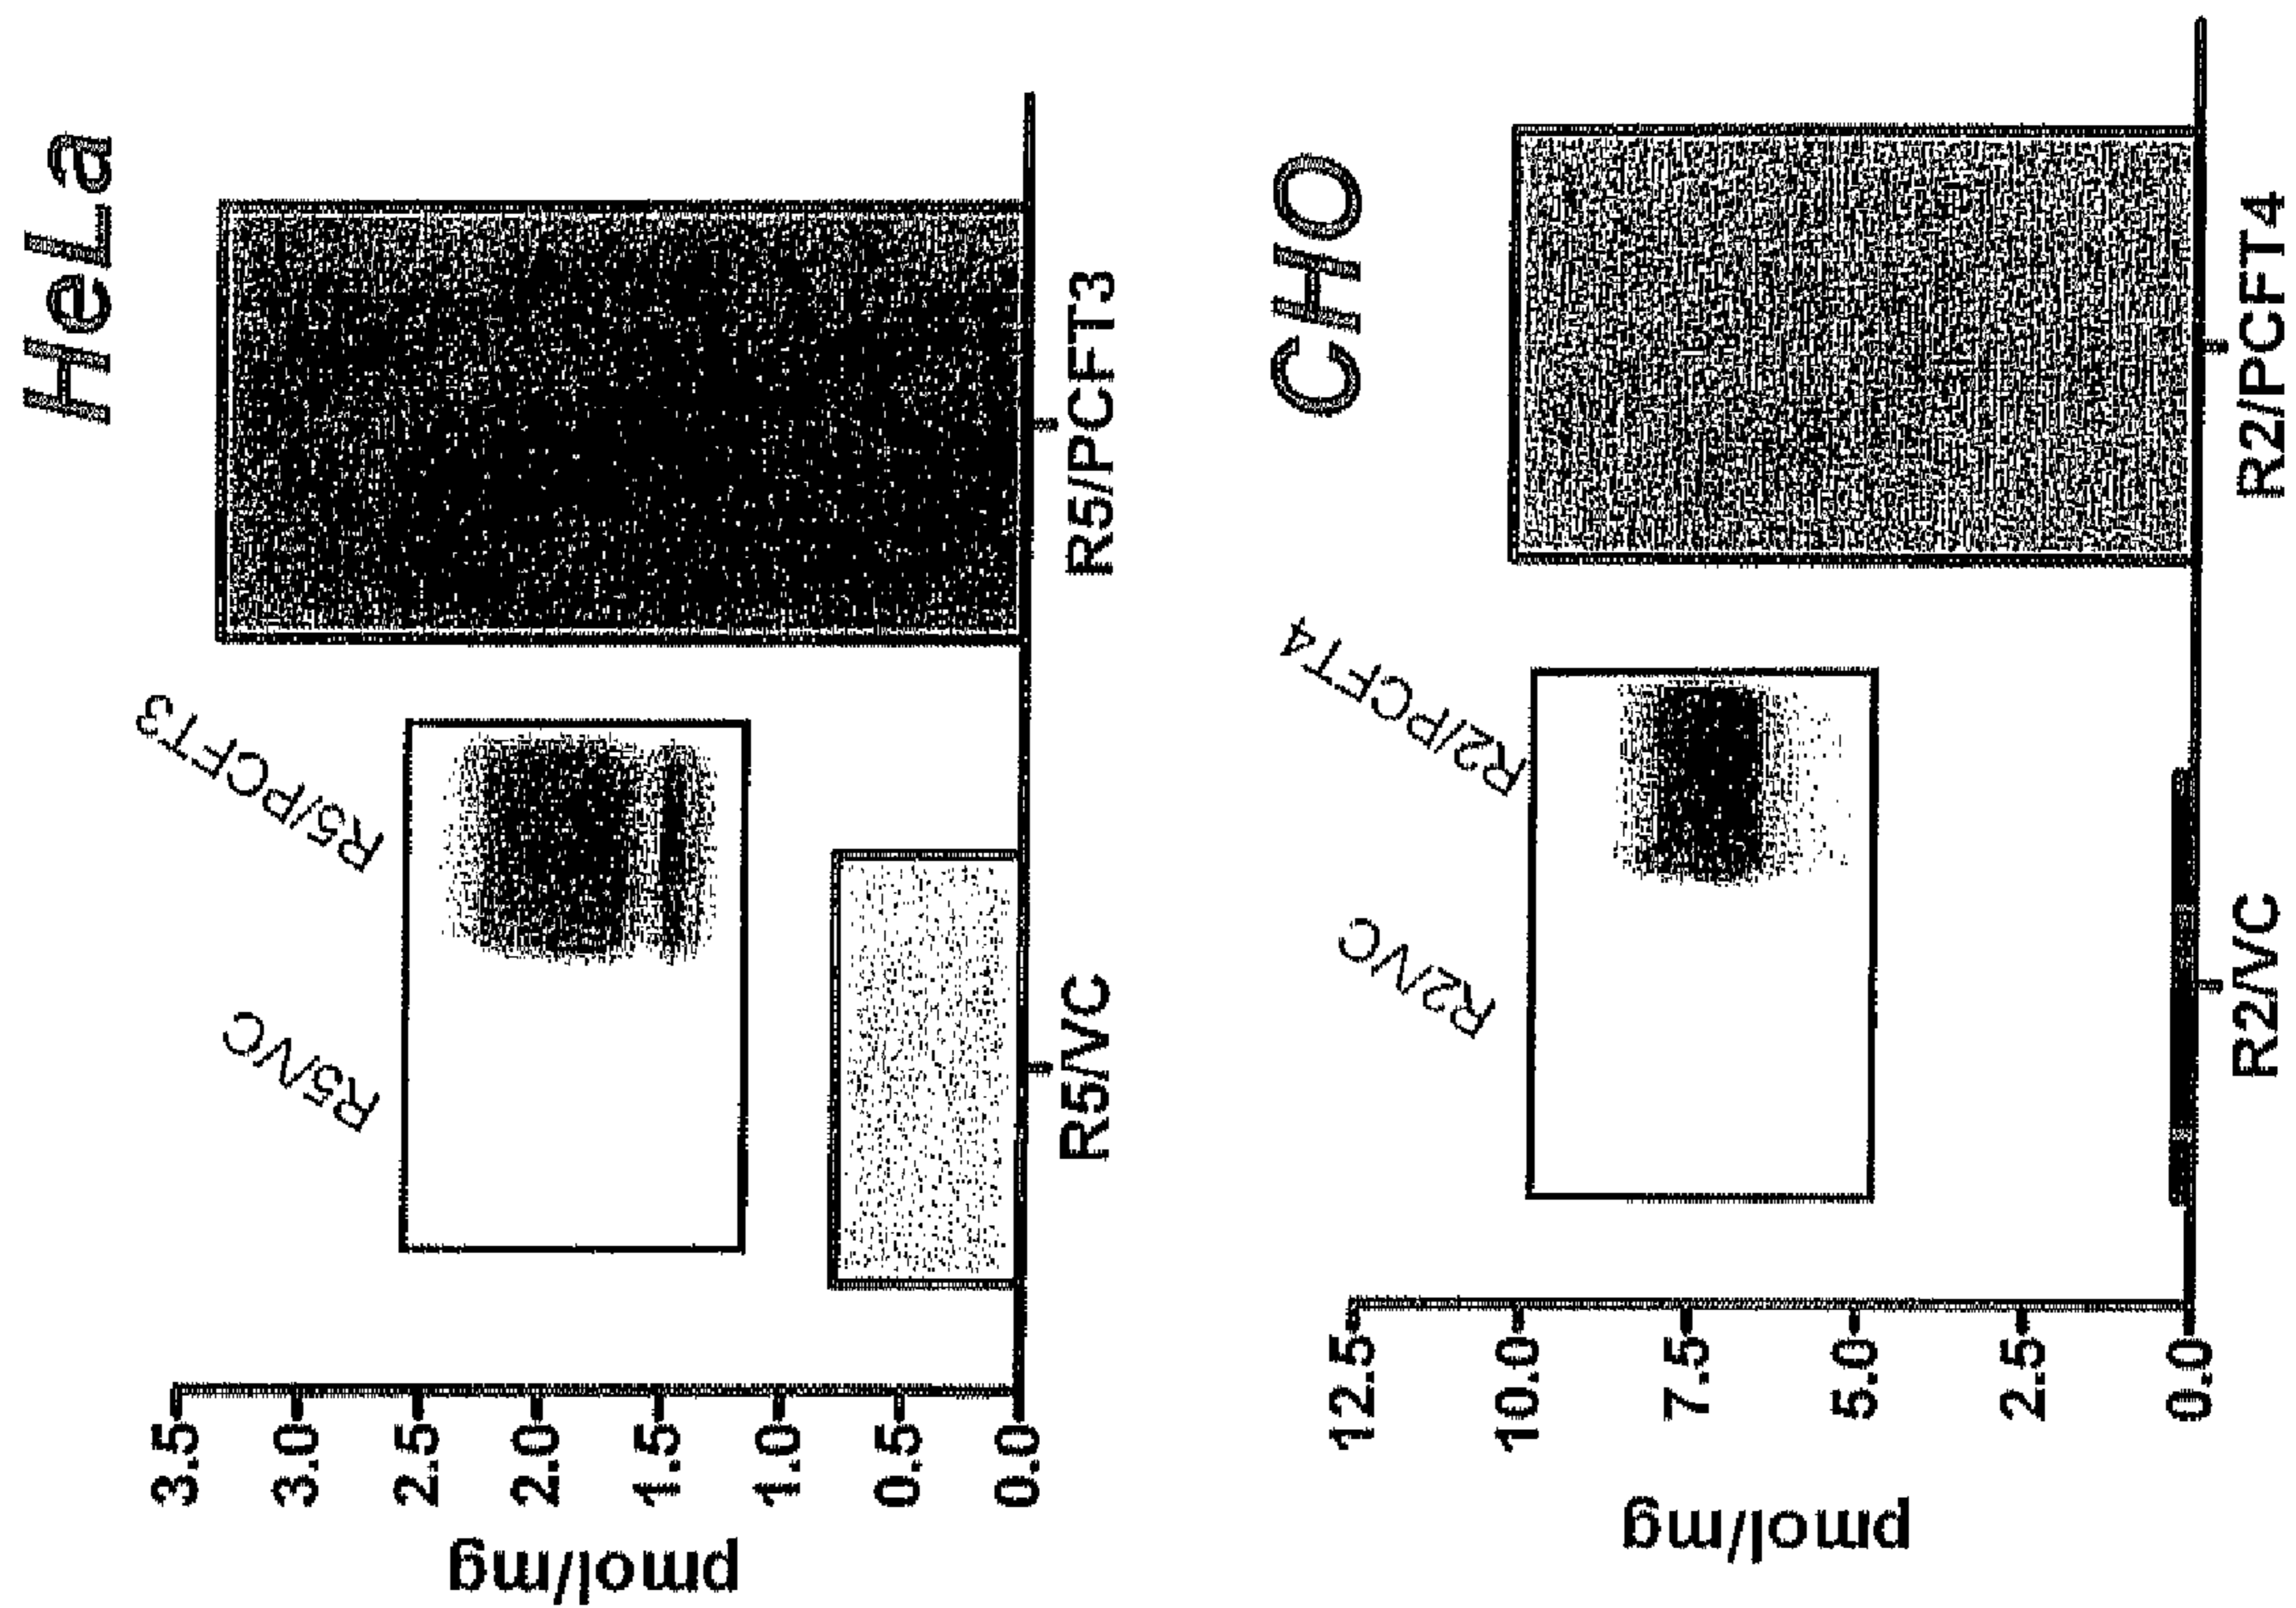 HeLa
pmol/mg
3.5
3.0
2.5
2.0
1.5
1.0
0.5
0.0
R5/VC
R5/PCFT3
R5/VC
R5/PCFT3
CHO
pmol/mg
12.5
10.0
7.5
5.0
2.5
0.0
R2/VC
R2/PCFT4
R2/VC
R2/PCFT4